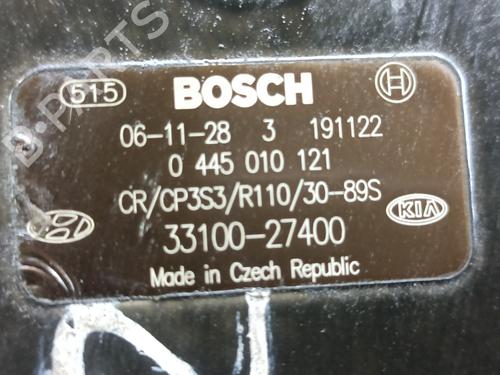 515 BOSCH
06-11-28 3 191122
0 445 010 121
CR/CP3S3/R110/30-89S
33100-27400 KIA
Made in Czech Republic
B-PARTS